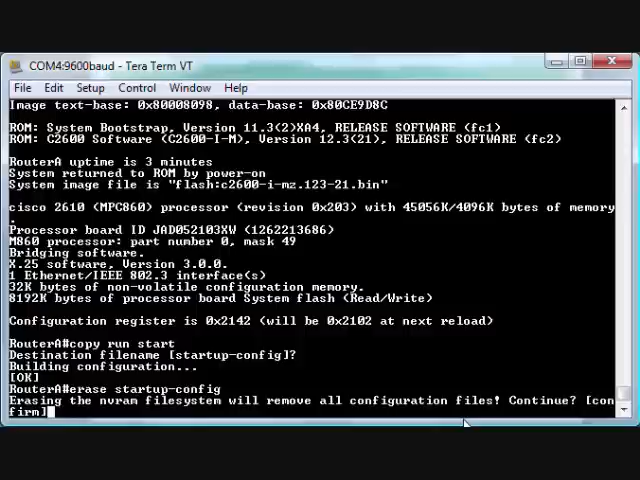 COM4:9600baud - Tera Term VT
File Edit Setup Control Window Help
Image text-base: 0x80008098, data-base: 0x80CE9D8C
ROM: System Bootstrap, Version 11.3(2)XA4, RELEASE SOFTWARE (fc1)
ROM: C2600 Software (C2600-I-M), Version 12.3(21), RELEASE SOFTWARE (fc2)
RouterA uptime is 3 minutes
System returned to ROM by power-on
System image file is "flash:c2600-i-mz.123-21.bin"
cisco 2610 (MPC860) processor (revision 0x203) with 45056K/4096K bytes of memory
.
Processor board ID JAD052103XW (1262213686)
M860 processor: part number 0, mask 49
Bridging software.
X.25 software, Version 3.0.0.
1 Ethernet/IEEE 802.3 interface(s)
32K bytes of non-volatile configuration memory.
8192K bytes of processor board System flash (Read/Write)
Configuration register is 0x2142 (will be 0x2102 at next reload)
RouterA#copy run start
Destination filename [startup-config]?
Building configuration...
[OK]
RouterA#erase startup-config
Erasing the nvram filesystem will remove all configuration files! Continue? [con
firm]